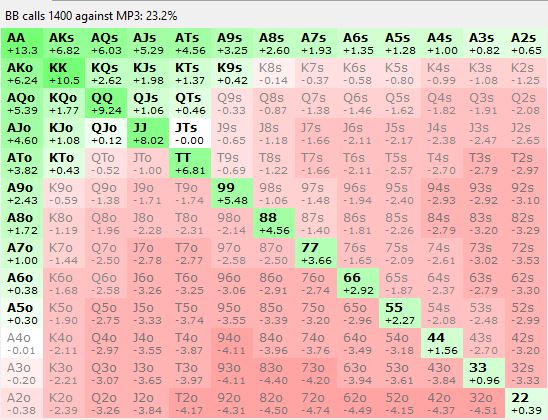 BB calls 1400 against MP3: 23.2%
AA AKs AQs AJs ATs A9s A8s A7s A6s A5s A4s A3s A2s
+13.3 +6.82 +6.03 +5.29 +4.56 +3.25 +2.60 +1.93 +1.35 +1.28 +1.00 +0.82 +0.65
AKo KK KQs KJs KTs K9s K8s K7s K6s K5s K4s K3s K2s
+6.24 +10.5 +2.62 +1.98 +1.37 +0.42 -0.14 -0.37 -0.58 -0.80 -0.99 -1.08 -1.25
AQo KQo QQ QJs QTs Q9s Q8s Q7s Q6s Q5s Q4s Q3s Q2s
+5.39 +1.77 +9.24 +1.06 +0.46 -0.33 -0.87 -1.38 -1.46 -1.62 -1.82 -1.91 -2.08
AJo KJo QJo JJ JTs J9s J8s J7s J6s J5s J4s J3s J2s
+4.60 +1.08 +0.12 +8.02 -0.00 -0.65 -1.18 -1.66 -2.11 -2.17 -2.38 -2.47 -2.65
ATo KTo QTo JTo TT T9s T8s T7s T6s T5s T4s T3s T2s
+3.82 +0.43 -0.52 -1.00 +6.81 -0.69 -1.22 -1.66 -2.11 -2.57 -2.70 -2.79 -2.97
A9o K9o Q9o J9o T9o 99 98s 97s 96s 95s 94s 93s 92s
+2.43 -0.59 -1.38 -1.71 -1.74 +5.48 -1.06 -1.48 -1.94 -2.40 -2.93 -2.92 -3.10
A8o K8o Q8o J8o T8o 98o 88 87s 86s 85s 84s 83s 82s
+1.72 -1.19 -1.96 -2.28 -2.31 -2.14 +4.56 -1.40 -1.81 -2.26 -2.79 -3.20 -3.29
A7o K7o Q7o J7o T7o 97o 87o 77 76s 75s 74s 73s 72s
+1.00 -1.44 -2.50 -2.78 -2.77 -2.58 -2.50 +3.66 -1.65 -2.09 -2.61 -3.02 -3.53
A6o K6o Q6o J6o T6o 96o 86o 76o 66 65s 64s 63s 62s
+0.38 -1.68 -2.58 -3.26 -3.25 -3.06 -2.91 -2.74 +2.92 -1.87 -2.37 -2.79 -3.30
A5o K5o Q5o J5o T5o 95o 85o 75o 65o 55 54s 53s 52s
+0.30 -1.90 -2.75 -3.33 -3.74 -3.55 -3.39 -3.20 -2.96 +2.27 -2.08 -2.48 -2.99
A4o K4o Q4o J4o T4o 94o 84o 74o 64o 54o 44 43s 42s
-0.01 -2.11 -2.97 -3.55 -3.87 -4.11 -3.96 -3.76 -3.49 -3.18 +1.56 -2.70 -3.20
A3o K3o Q3o J3o T3o 93o 83o 73o 63o 53o 43o 33 32s
-0.20 -2.21 -3.07 -3.65 -3.97 -4.11 -4.40 -4.20 -3.94 -3.61 -3.84 +0.96 -3.33
A2o K2o Q2o J2o T2o 92o 82o 72o 62o 52o 42o 32o 22
-0.38 -2.39 -3.26 -3.84 -4.17 -4.31 -4.50 -4.74 -4.49 -4.15 -4.37 -4.51 +0.39